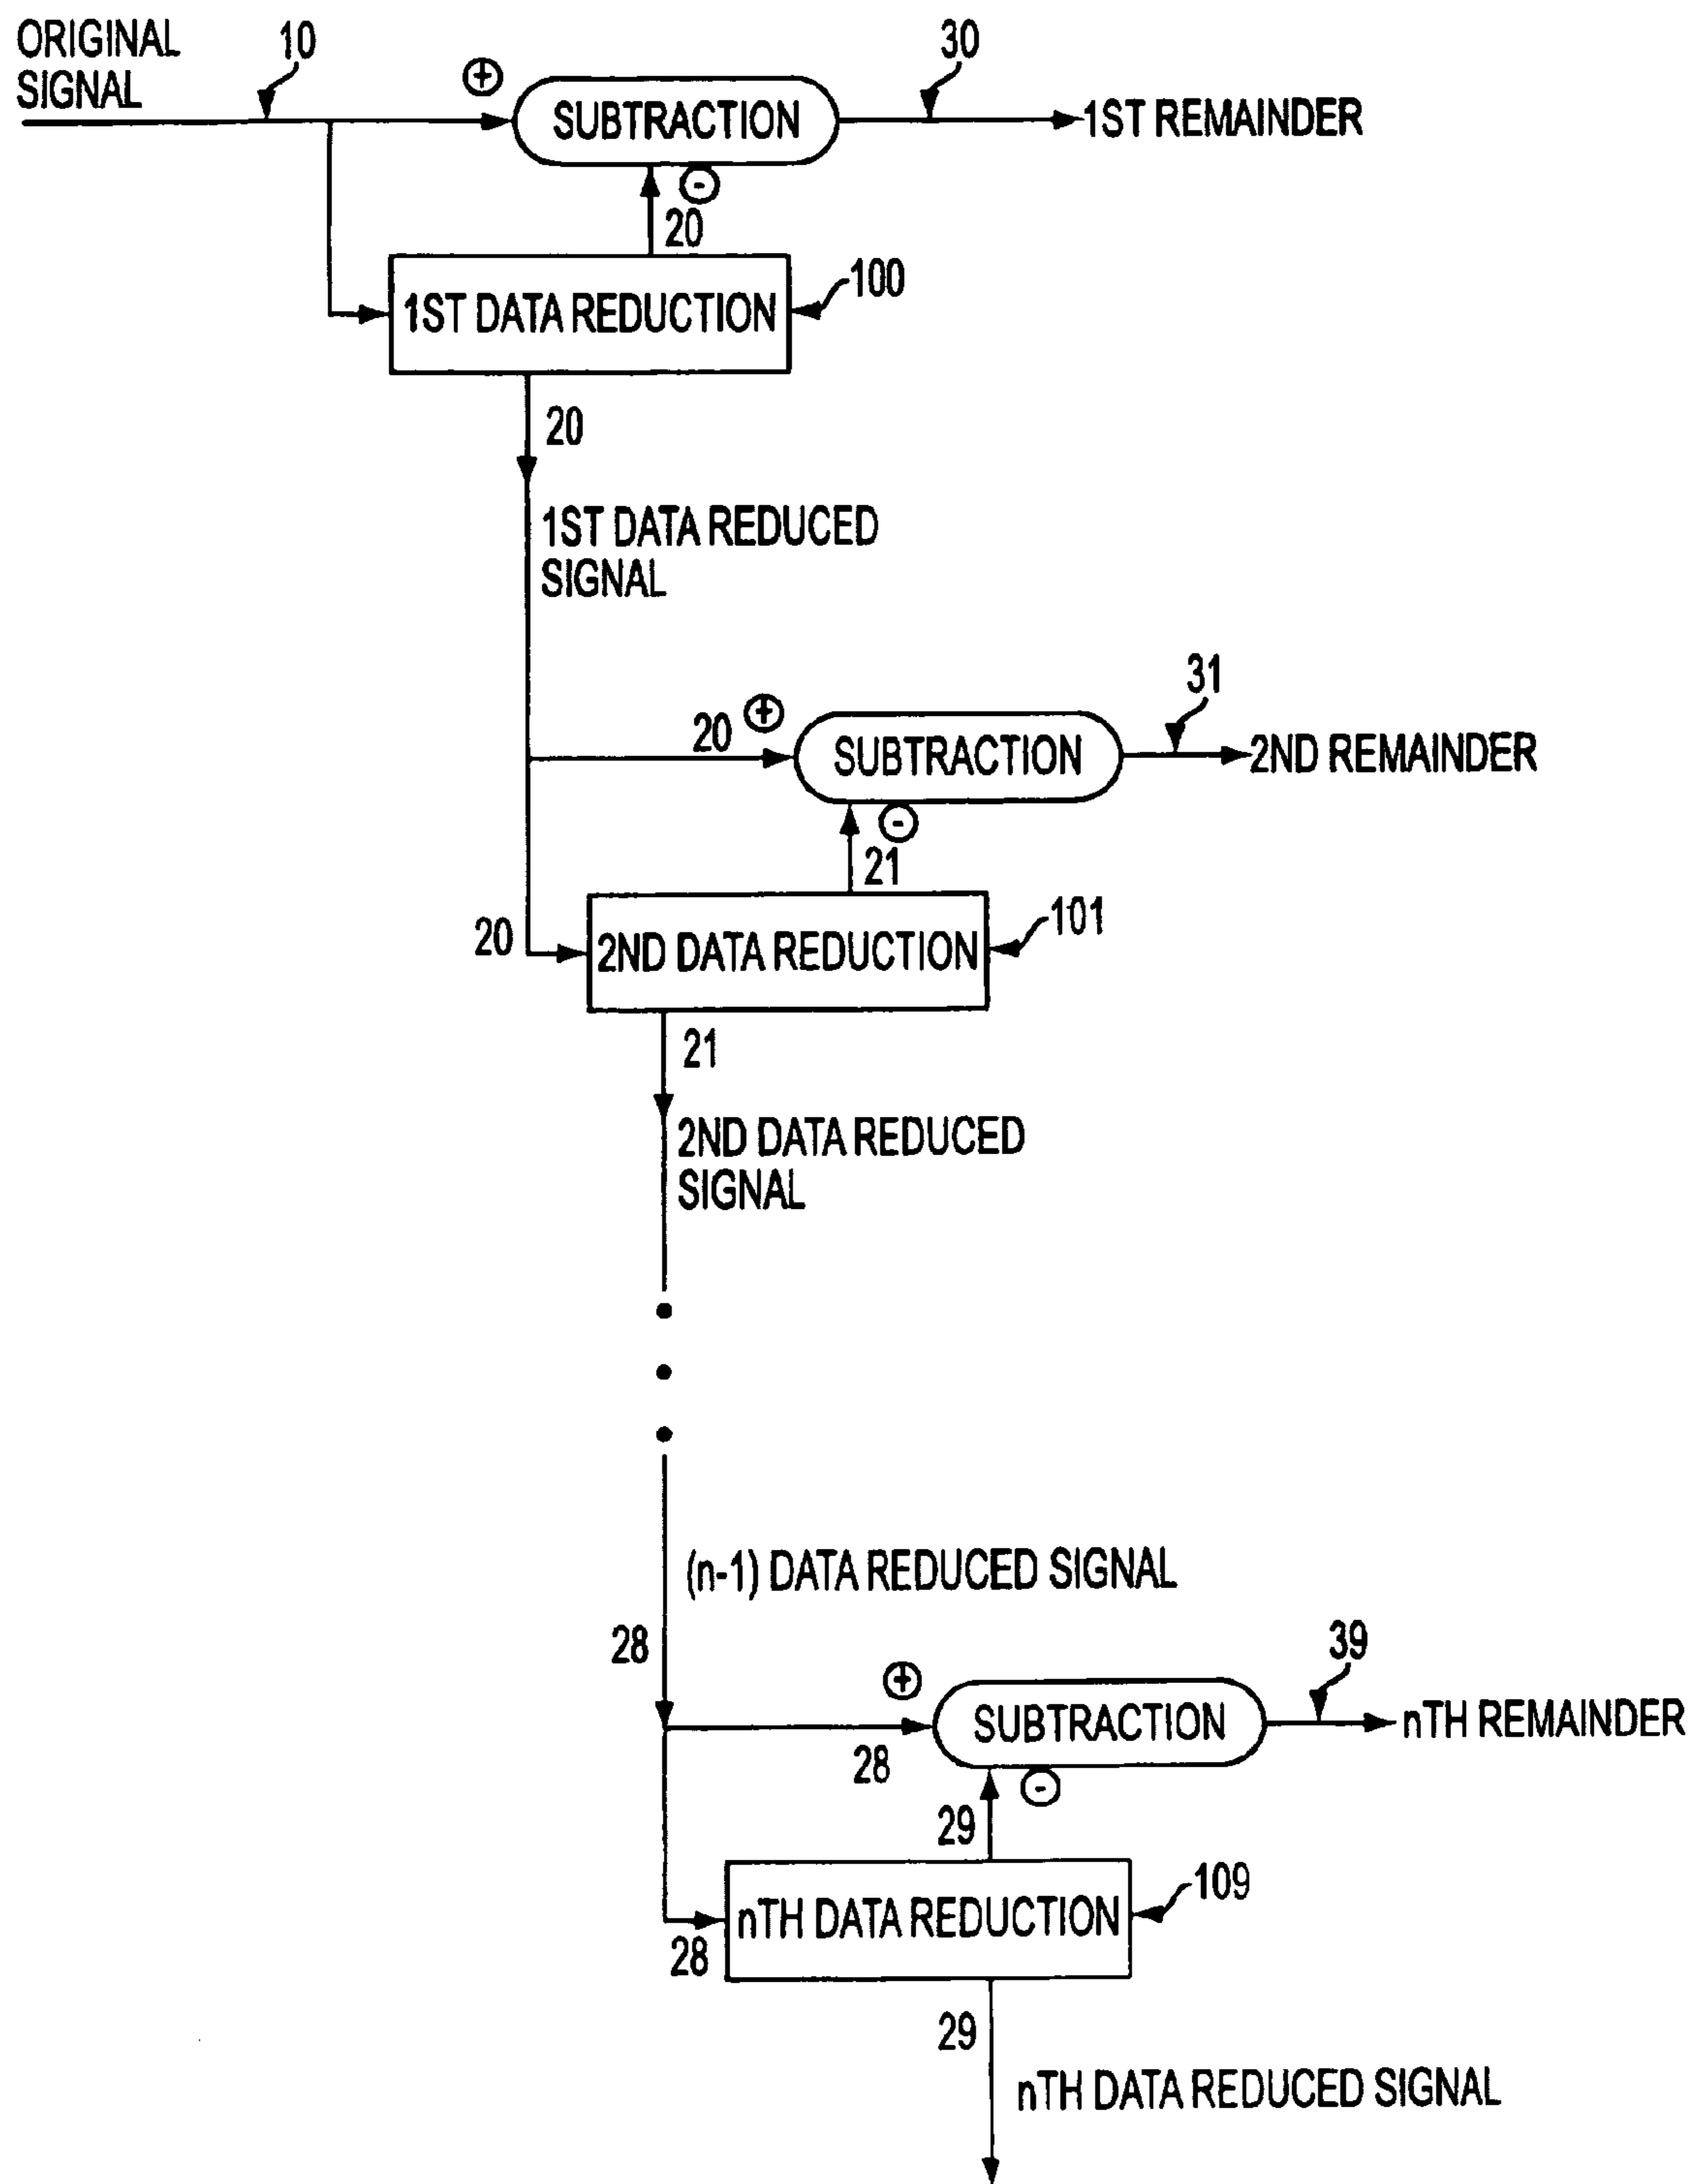 ORIGINAL
SIGNAL
10
30
+
SUBTRACTION
1ST REMAINDER
-
20
100
1ST DATA REDUCTION
20
1ST DATA REDUCED
SIGNAL
31
20
+
SUBTRACTION
2ND REMAINDER
-
21
101
20
2ND DATA REDUCTION
21
2ND DATA REDUCED
SIGNAL
(n-1) DATA REDUCED SIGNAL
28
39
+
SUBTRACTION
nTH REMAINDER
28
-
29
109
nTH DATA REDUCTION
28
29
nTH DATA REDUCED SIGNAL